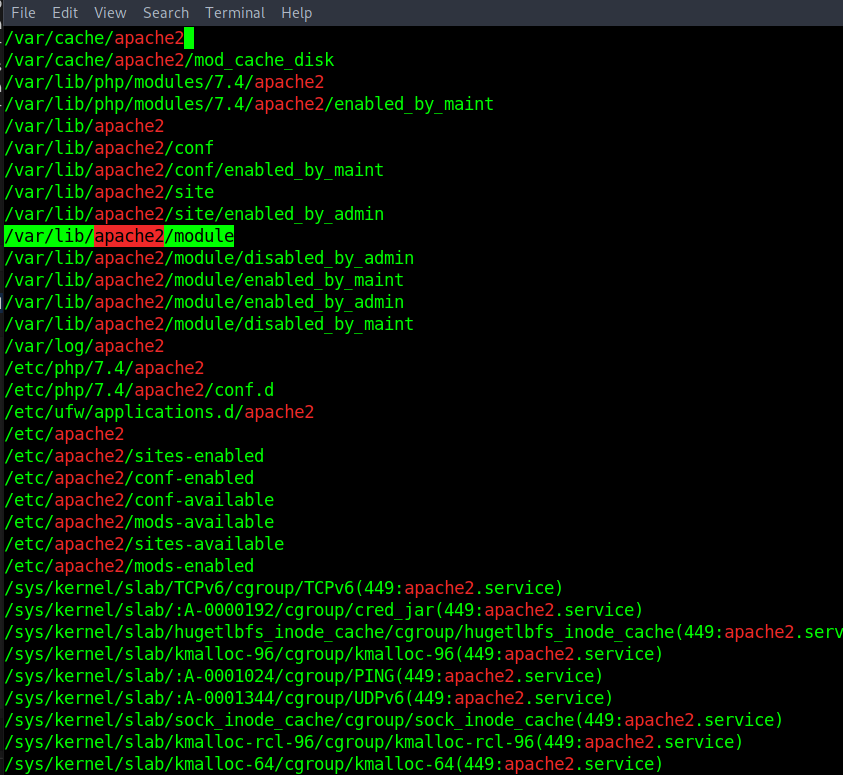 File Edit View Search Terminal Help
/var/cache/apache2
/var/cache/apache2/mod_cache_disk
/var/lib/php/modules/7.4/apache2
/var/lib/php/modules/7.4/apache2/enabled_by_maint
/var/lib/apache2
/var/lib/apache2/conf
/var/lib/apache2/conf/enabled_by_maint
/var/lib/apache2/site
/var/lib/apache2/site/enabled_by_admin
/var/lib/apache2/module
/var/lib/apache2/module/disabled_by_admin
/var/lib/apache2/module/enabled_by_maint
/var/lib/apache2/module/enabled_by_admin
/var/lib/apache2/module/disabled_by_maint
/var/log/apache2
/etc/php/7.4/apache2
/etc/php/7.4/apache2/conf.d
/etc/ufw/applications.d/apache2
/etc/apache2
/etc/apache2/sites-enabled
/etc/apache2/conf-enabled
/etc/apache2/conf-available
/etc/apache2/mods-available
/etc/apache2/sites-available
/etc/apache2/mods-enabled
/sys/kernel/slab/TCPv6/cgroup/TCPv6(449:apache2.service)
/sys/kernel/slab/:A-0000192/cgroup/cred_jar(449:apache2.service)
/sys/kernel/slab/hugetlbfs_inode_cache/cgroup/hugetlbfs_inode_cache(449:apache2.serv
/sys/kernel/slab/kmalloc-96/cgroup/kmalloc-96(449:apache2.service)
/sys/kernel/slab/:A-0001024/cgroup/PING(449:apache2.service)
/sys/kernel/slab/:A-0001344/cgroup/UDPv6(449:apache2.service)
/sys/kernel/slab/sock_inode_cache/cgroup/sock_inode_cache(449:apache2.service)
/sys/kernel/slab/kmalloc-rcl-96/cgroup/kmalloc-rcl-96(449:apache2.service)
/sys/kernel/slab/kmalloc-64/cgroup/kmalloc-64(449:apache2.service)